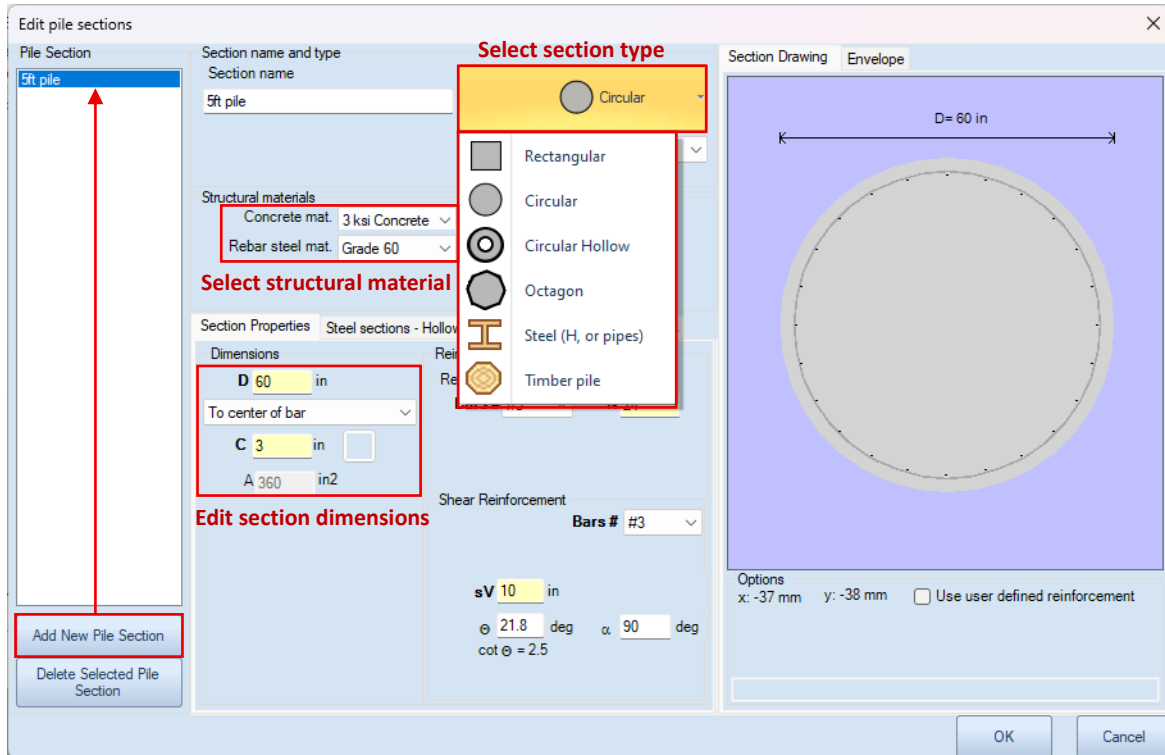 Edit pile sections
Pile Section
5ft pile
Add New Pile Section
Delete Selected Pile
Section
Section name and type
Section name
5ft pile
Select section type
Circular
Rectangular
Circular
Circular Hollow
Octagon
Steel (H, or pipes)
Timber pile
Structural materials
Concrete mat. 3 ksi Concrete
Rebar steel mat. Grade 60
Select structural material
Section Properties
Steel sections - Hollow
Dimensions
D 60 in
To center of bar
C 3 in
A 360 in2
Edit section dimensions
Shear Reinforcement
Bars # #3
sV 10 in
Θ 21.8 deg α 90 deg
cot Θ = 2.5
Section Drawing
Envelope
D= 60 in
Options
x: -37 mm y: -38 mm
Use user defined reinforcement
OK
Cancel